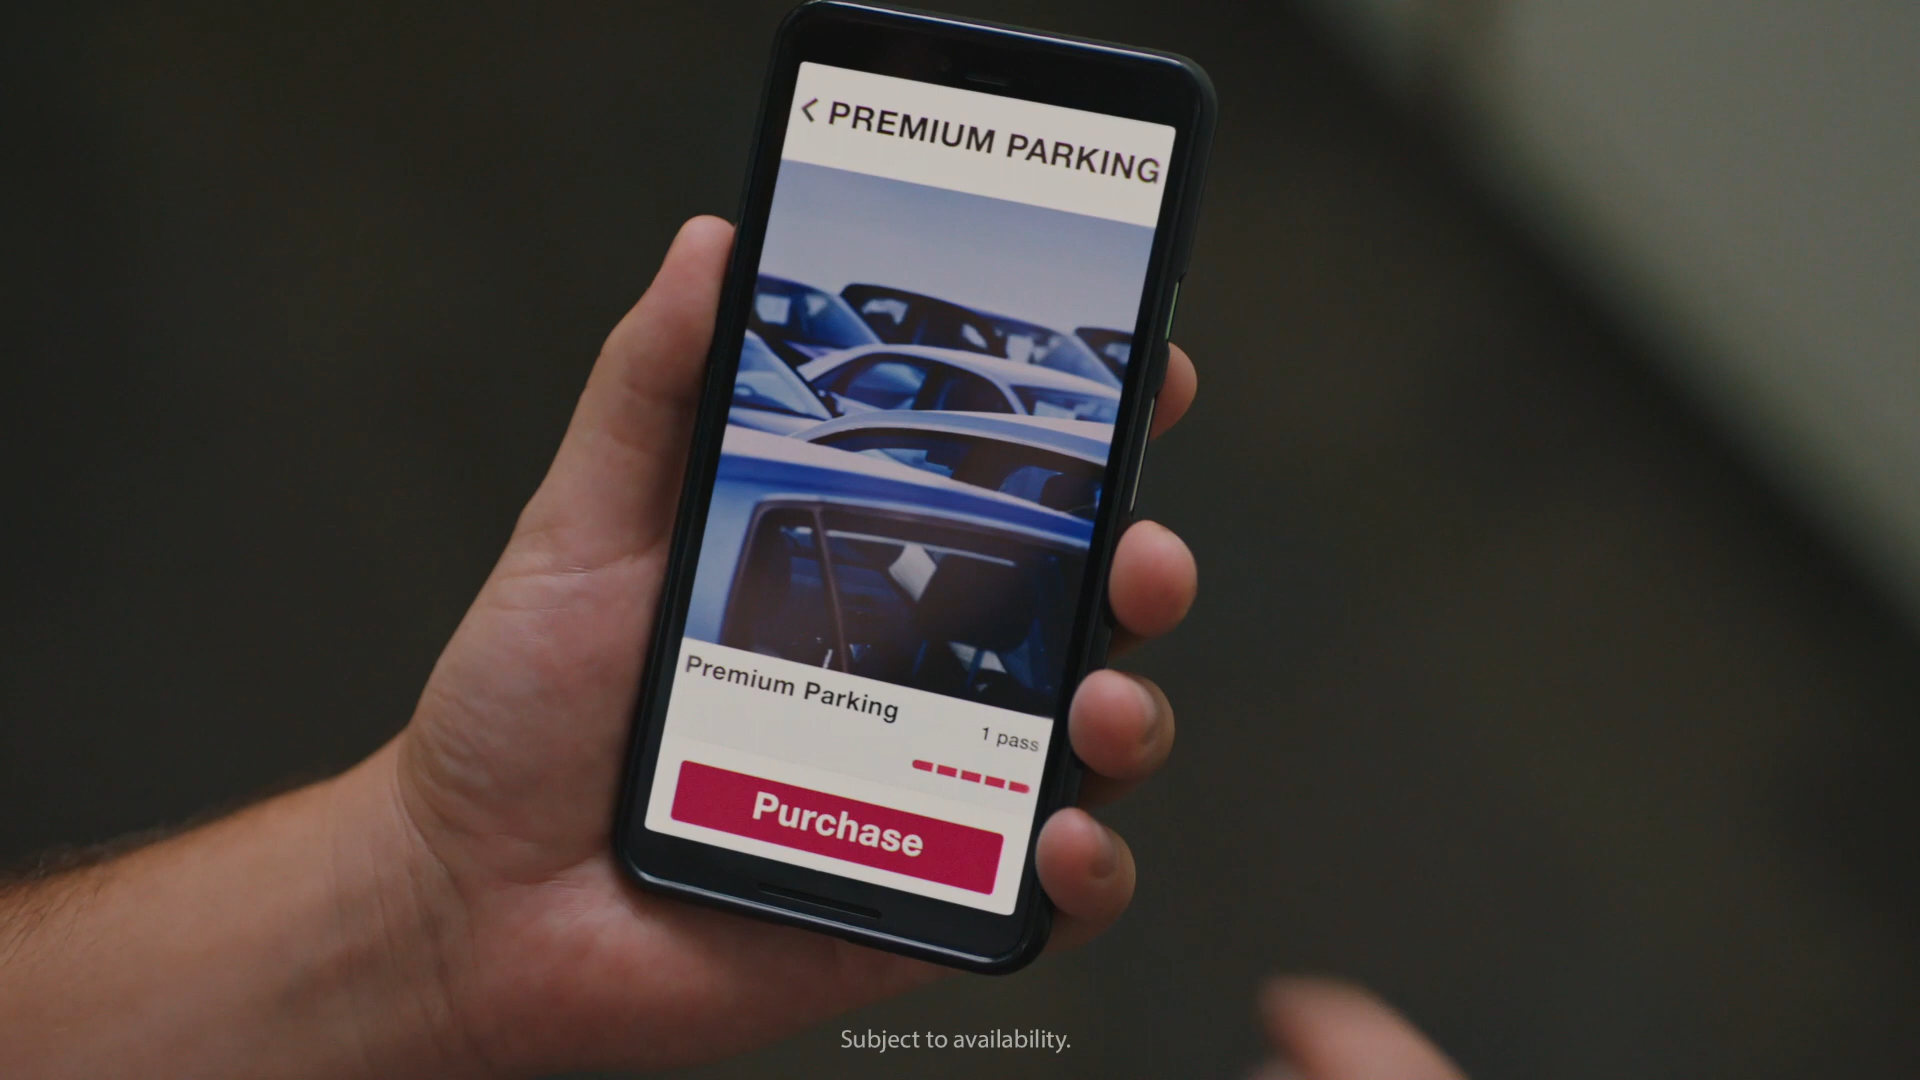 PREMIUM PARKING
Premium Parking
1 pass
Purchase
Subject to availability.